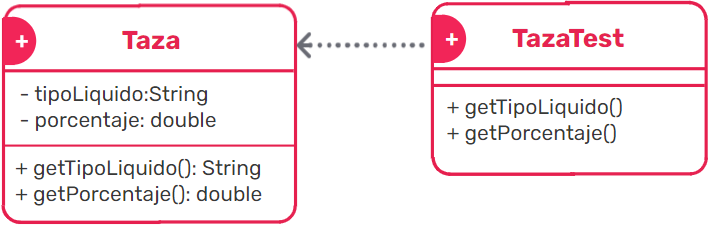 + Taza
- tipoLiquido:String
- porcentaje: double
+ getTipoLiquido(): String
+ getPorcentaje(): double
+ TazaTest
+ getTipoLiquido()
+ getPorcentaje()